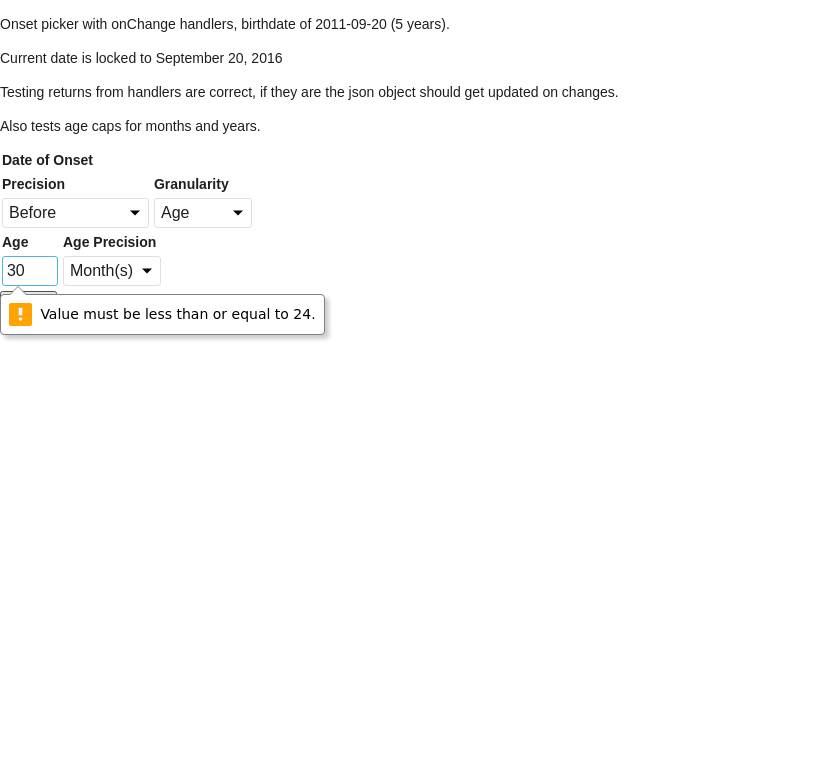 Onset picker with onChange handlers, birthdate of 2011-09-20 (5 years).
Current date is locked to September 20, 2016
Testing returns from handlers are correct, if they are the json object should get updated on changes.
Also tests age caps for months and years.
Date of Onset
Precision Granularity
Before Age
Age Age Precision
30 Month(s)
Value must be less than or equal to 24.